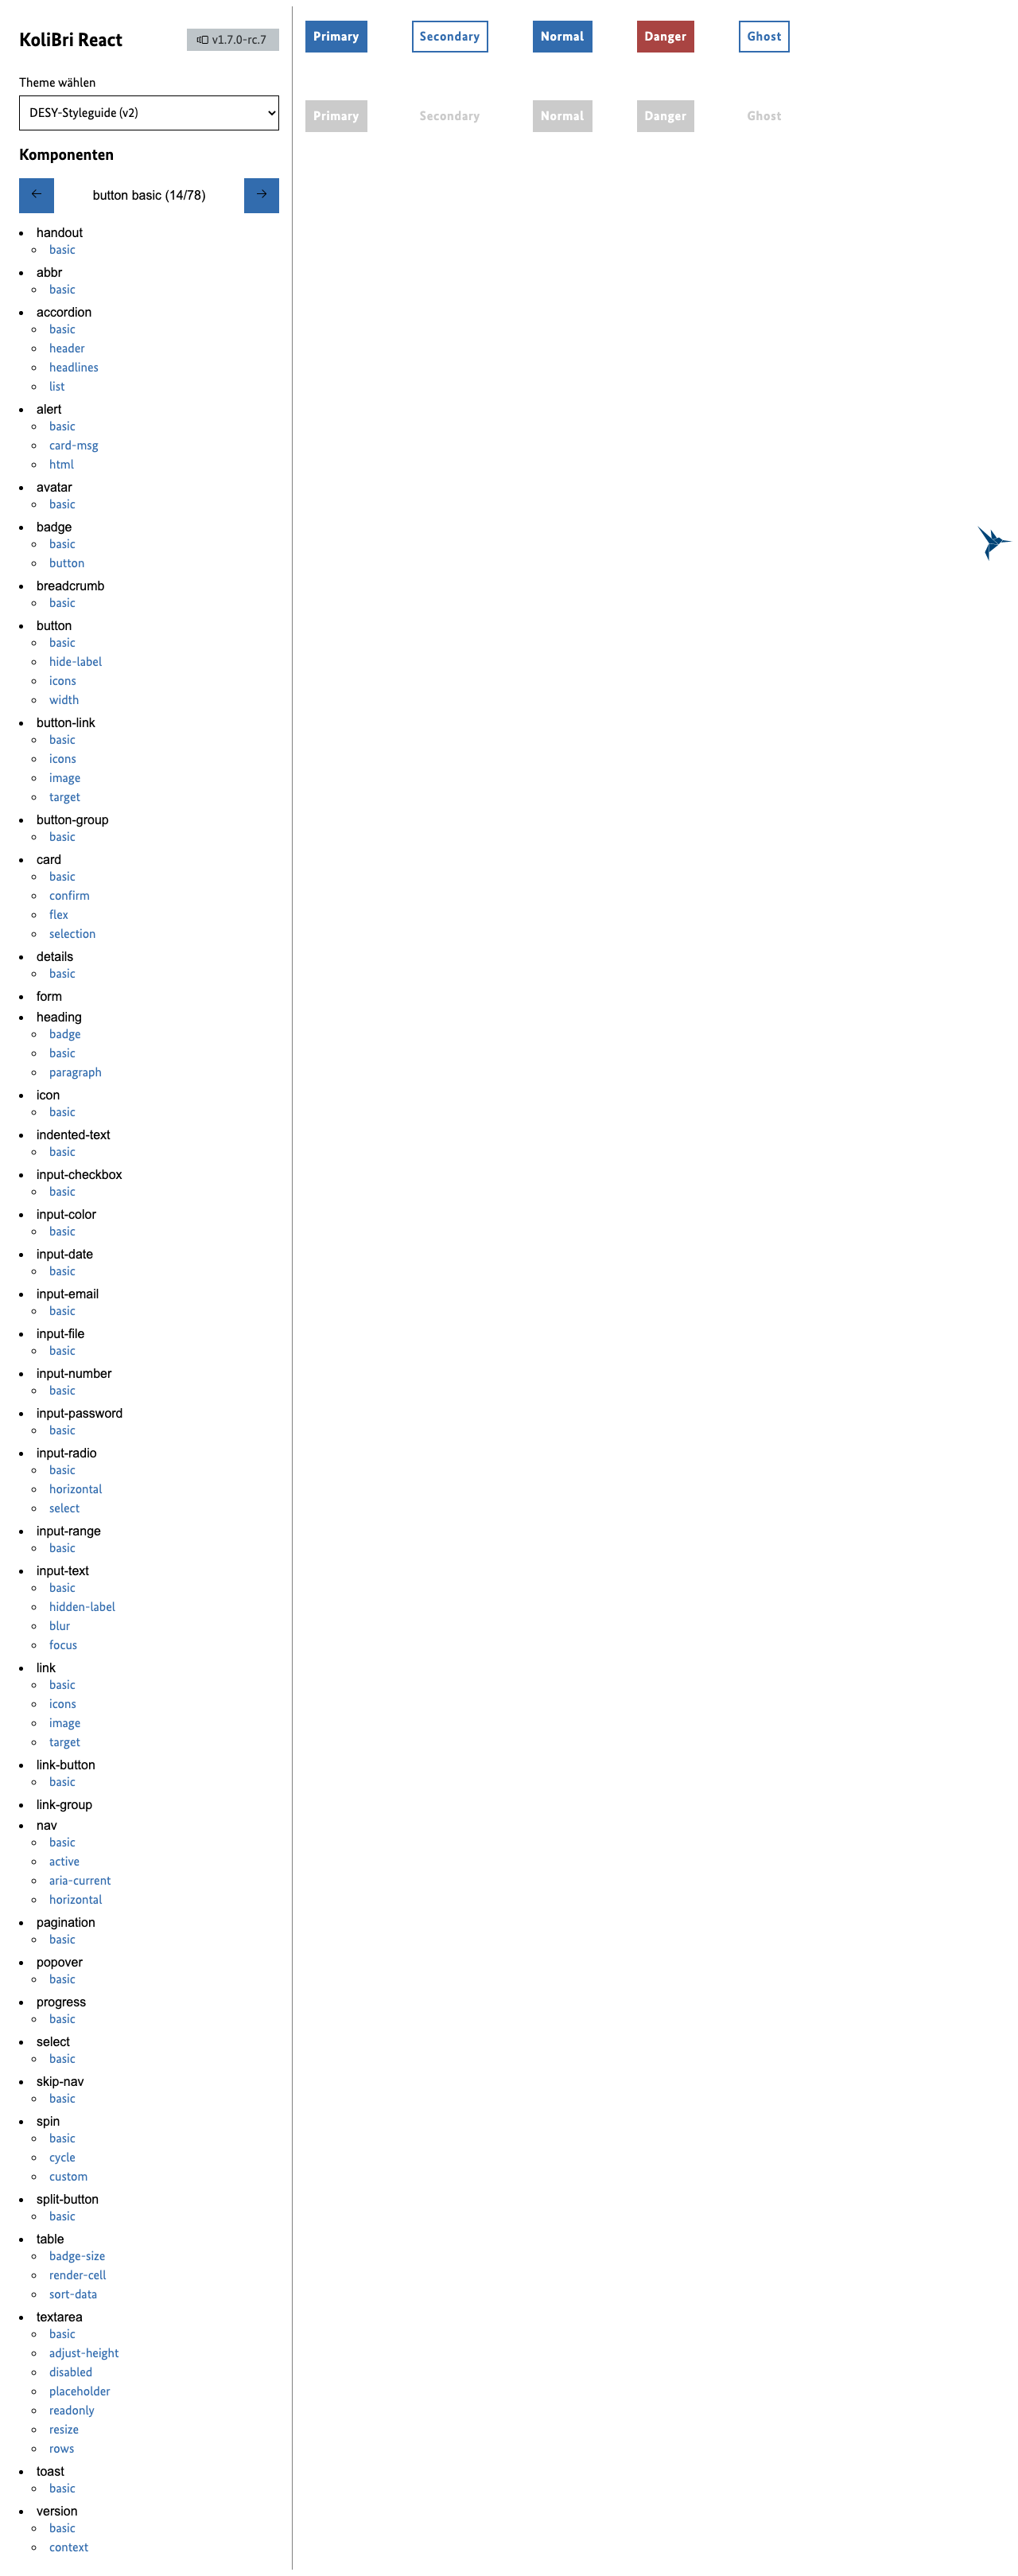 KoliBri React
v1.7.0-rc.7
Theme wählen
DESY-Styleguide (v2)
Komponenten
button basic (14/78)
handout
basic
abbr
basic
accordion
basic
header
headlines
list
alert
basic
card-msg
html
avatar
basic
badge
basic
button
breadcrumb
basic
button
basic
hide-label
icons
width
button-link
basic
icons
image
target
button-group
basic
card
basic
confirm
flex
selection
details
basic
form
heading
badge
basic
paragraph
icon
basic
indented-text
basic
input-checkbox
basic
input-color
basic
input-date
basic
input-email
basic
input-file
basic
input-number
basic
input-password
basic
input-radio
basic
horizontal
select
input-range
basic
input-text
basic
hidden-label
blur
focus
link
basic
icons
image
target
link-button
basic
link-group
nav
basic
active
aria-current
horizontal
pagination
basic
popover
basic
progress
basic
select
basic
skip-nav
basic
spin
basic
cycle
custom
split-button
basic
table
badge-size
render-cell
sort-data
textarea
basic
adjust-height
disabled
placeholder
readonly
resize
rows
toast
basic
version
basic
context
Primary Secondary Normal Danger Ghost
Primary Secondary Normal Danger Ghost